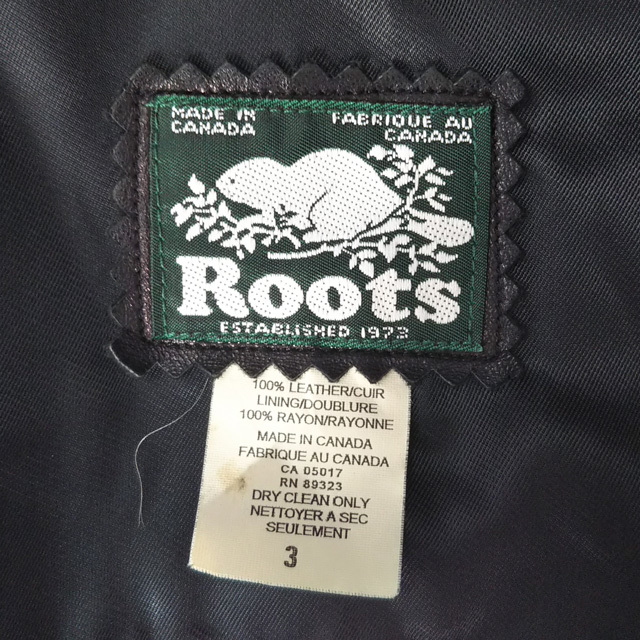 MADE IN
CANADA
FABRIQUE AU
CANADA
Roots
ESTABLISHED 1973
100% LEATHER/CUIR
LINING/DOUBLURE
100% RAYON/RAYONNE
MADE IN CANADA
FABRIQUE AU CANADA
CA 05017
RN 89323
DRY CLEAN ONLY
NETTOYER A SEC
SEULEMENT
3